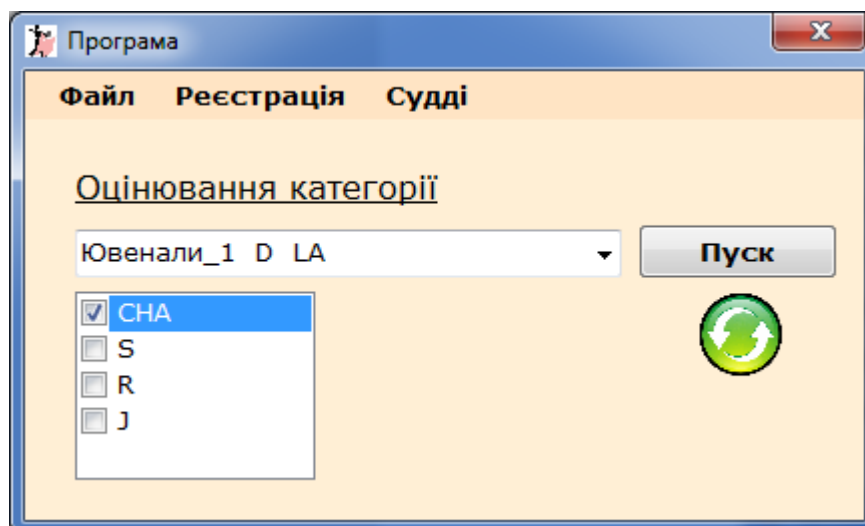 Програма
Файл Реєстрація Судді
Оцінювання категорії
Ювенали_1 D LA
Пуск
CHA
S
R
J